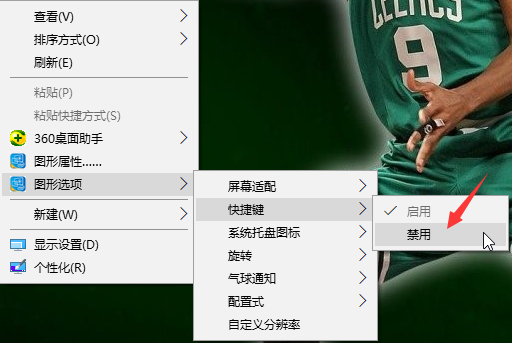 CELTICS
9
查看(V)
排序方式(O)
刷新(E)
粘贴(P)
粘贴快捷方式(S)
360桌面助手
图形属性......
图形选项
新建(W)
显示设置(D)
个性化(R)
屏幕适配
快捷键
系统托盘图标
旋转
气球通知
配置式
自定义分辨率
启用
禁用